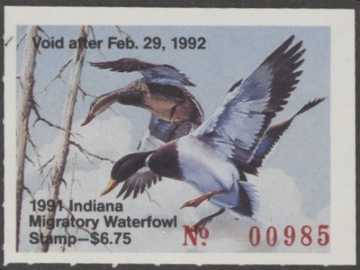 Void after Feb. 29, 1992
1991 Indiana
Migratory Waterfowl
Stamp—$6.75
No 00985